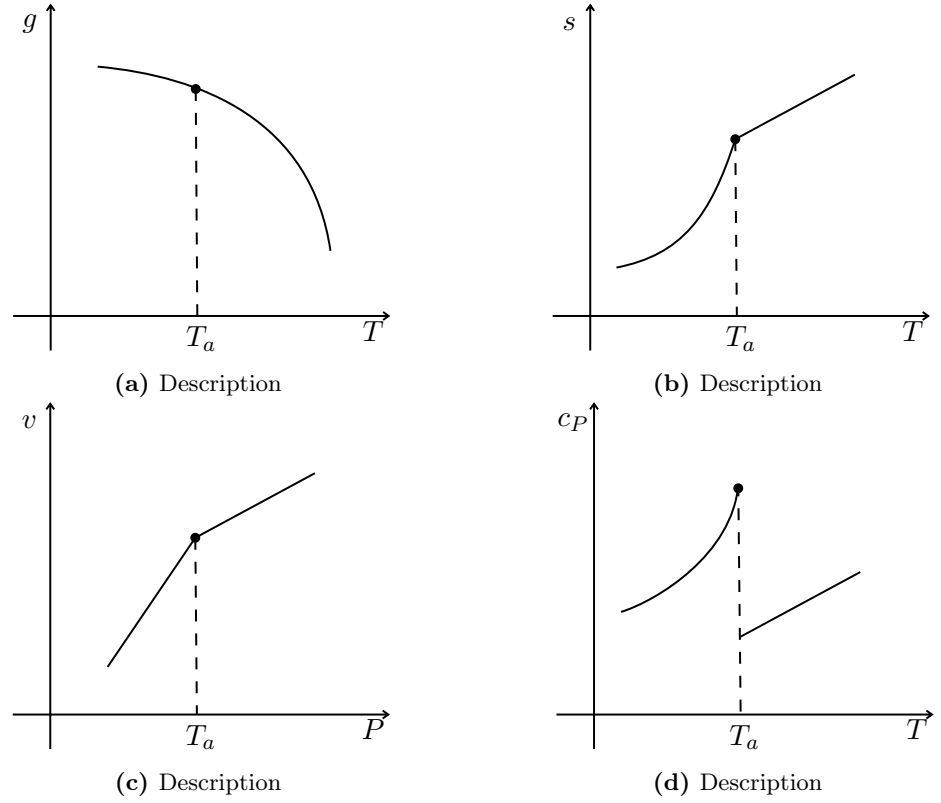 g
T_a
T
(a) Description
s
T_a
T
(b) Description
v
T_a
P
(c) Description
c_P
T_a
T
(d) Description